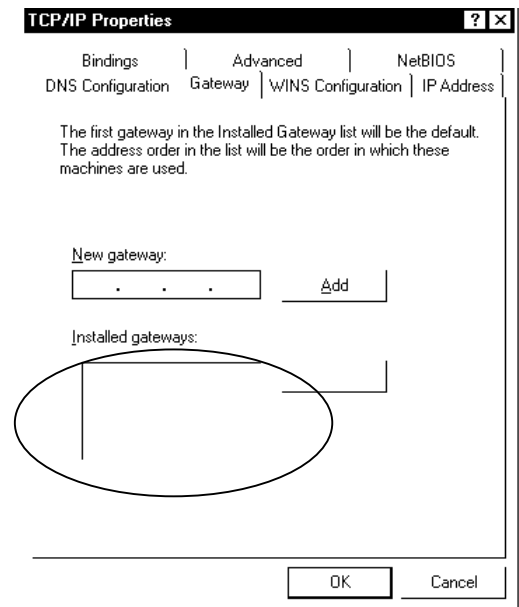 TCP/IP Properties
? X
Bindings Advanced NetBIOS
DNS Configuration Gateway WINS Configuration IP Address
The first gateway in the Installed Gateway list will be the default.
The address order in the list will be the order in which these
machines are used.
New gateway:
. . . Add
Installed gateways:
OK Cancel